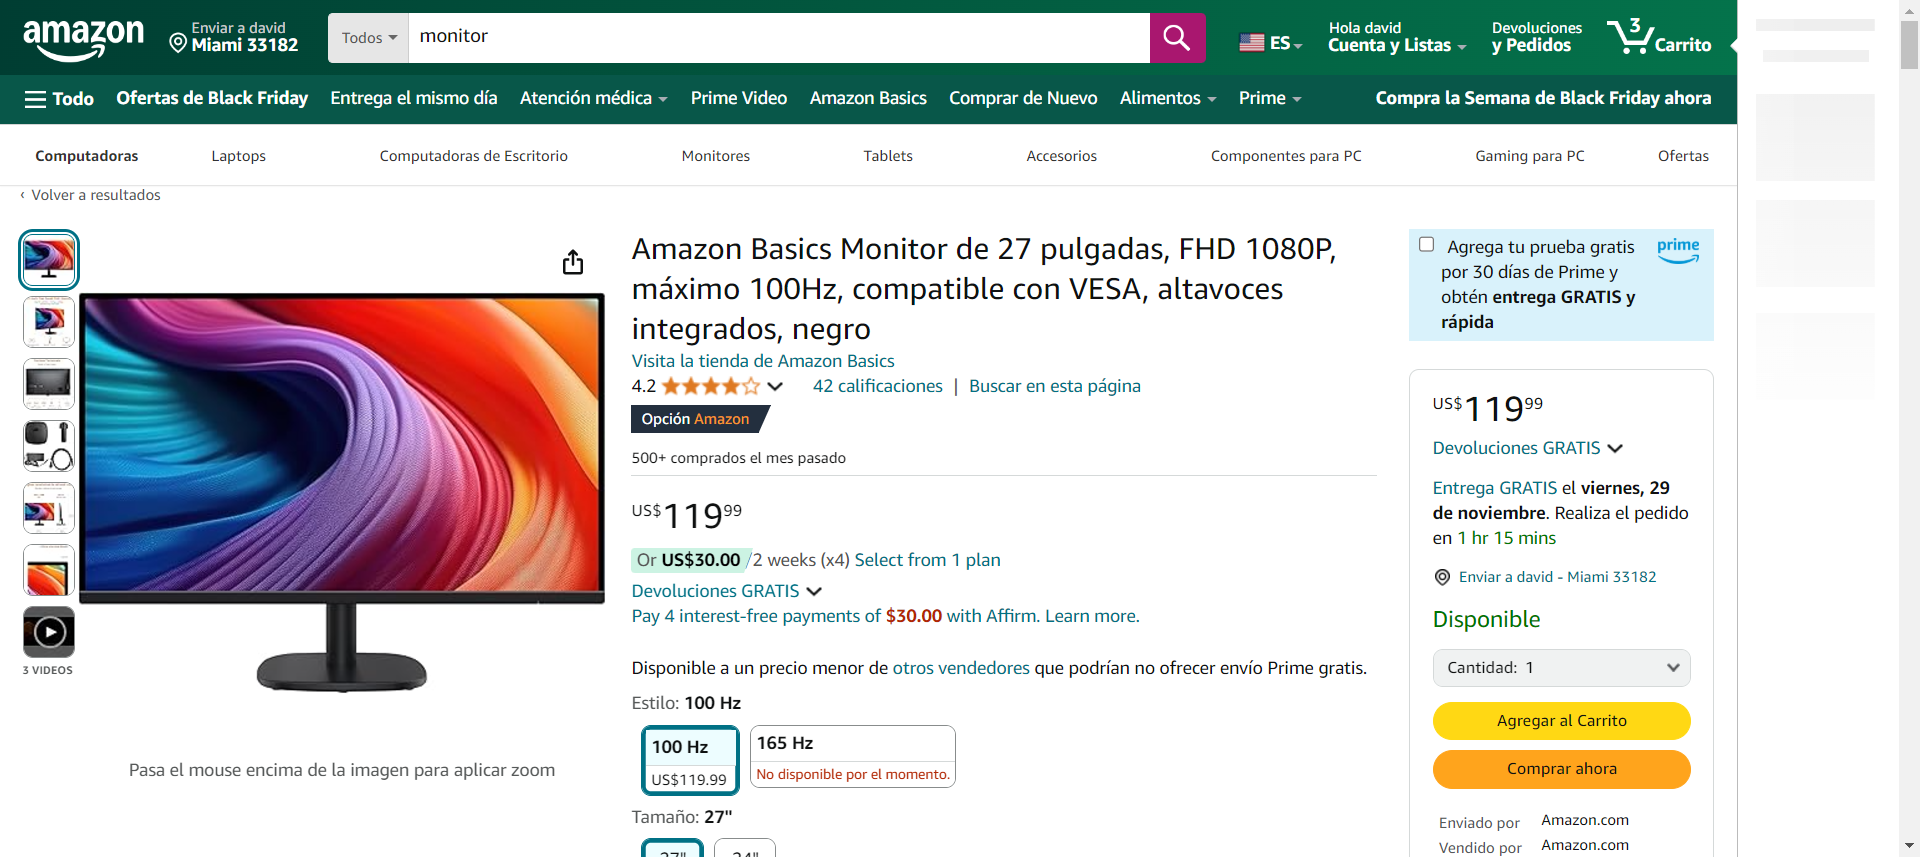 amazon
Enviar a david
Miami 33182
Todos
monitor
ES
Hola david
Cuenta y Listas
Devoluciones
y Pedidos
3
Carrito
Todo
Ofertas de Black Friday
Entrega el mismo día
Atención médica
Prime Video
Amazon Basics
Comprar de Nuevo
Alimentos
Prime
Compra la Semana de Black Friday ahora
Computadoras
Laptops
Computadoras de Escritorio
Monitores
Tablets
Accesorios
Componentes para PC
Gaming para PC
Ofertas
‹ Volver a resultados
3 VIDEOS
Pasa el mouse encima de la imagen para aplicar zoom
Amazon Basics Monitor de 27 pulgadas, FHD 1080P,
máximo 100Hz, compatible con VESA, altavoces
integrados, negro
Visita la tienda de Amazon Basics
4.2
42 calificaciones | Buscar en esta página
Opción Amazon
500+ comprados el mes pasado
US$119 99
Or US$30.00 /2 weeks (x4) Select from 1 plan
Devoluciones GRATIS
Pay 4 interest-free payments of $30.00 with Affirm. Learn more.
Disponible a un precio menor de otros vendedores que podrían no ofrecer envío Prime gratis.
Estilo: 100 Hz
100 Hz
US$119.99
165 Hz
No disponible por el momento.
Tamaño: 27"
27"
24"
Agrega tu prueba gratis
por 30 días de Prime y
obtén entrega GRATIS y
rápida
prime
US$119 99
Devoluciones GRATIS
Entrega GRATIS el viernes, 29
de noviembre. Realiza el pedido
en 1 hr 15 mins
Enviar a david - Miami 33182
Disponible
Cantidad: 1
Agregar al Carrito
Comprar ahora
Enviado por Amazon.com
Vendido por Amazon.com